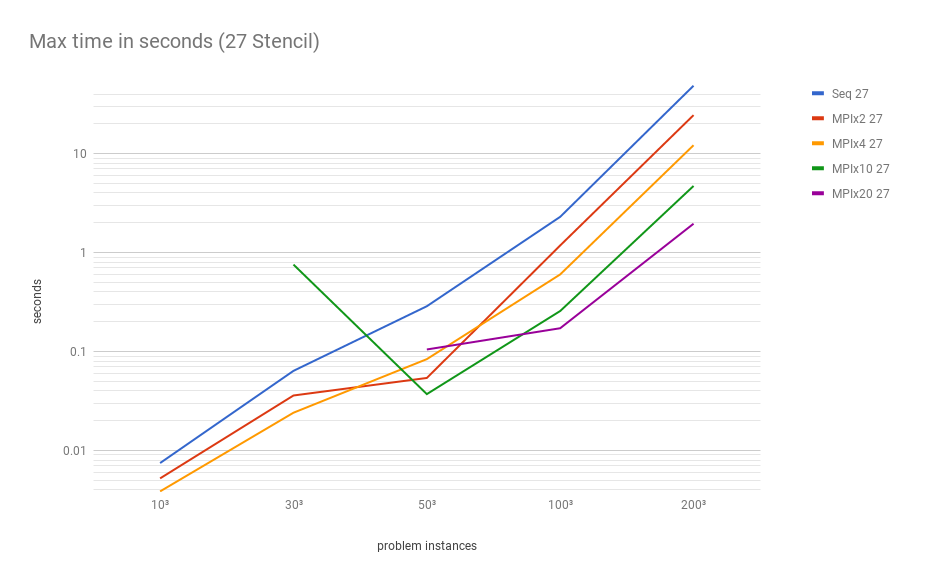 Max time in seconds (27 Stencil)
Seq 27
MPIx2 27
MPIx4 27
MPIx10 27
MPIx20 27
10
1
0.1
0.01
seconds
10³ 30³ 50³ 100³ 200³
problem instances